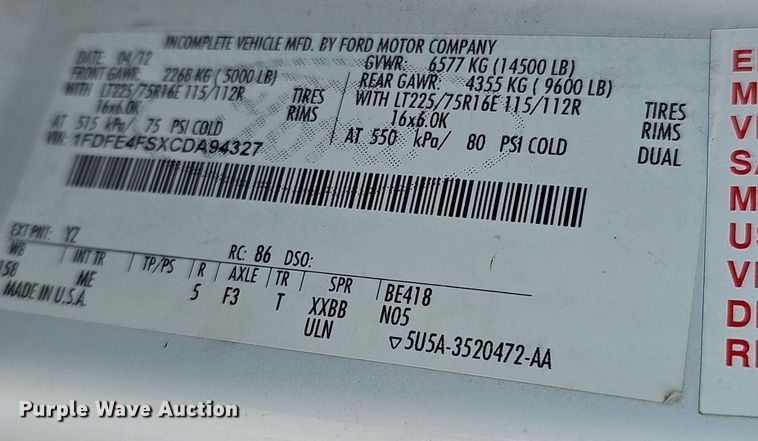 INCOMPLETE VEHICLE MFD. BY FORD MOTOR COMPANY
DATE: 04/12 GVWR: 6577 KG (14500 LB)
FRONT GAWR: 2268 KG (5000 LB) REAR GAWR: 4355 KG (9600 LB)
WITH LT225/75R16E 115/112R TIRES WITH LT225/75R16E 115/112R TIRES
16x6.0K RIMS 16x6.0K RIMS
AT 515 kPa/ 75 PSI COLD AT 550 kPa/ 80 PSI COLD DUAL
VIN: 1FDFE4FSXCDA94327
EXT PNT: YZ RC: 86 DSO:
WB INT TR TP/PS R AXLE TR SPR BE418
158 ME 5 F3 T XXBB N05
MADE IN U.S.A. ULN ▽5U5A-3520472-AA
Purple Wave Auction